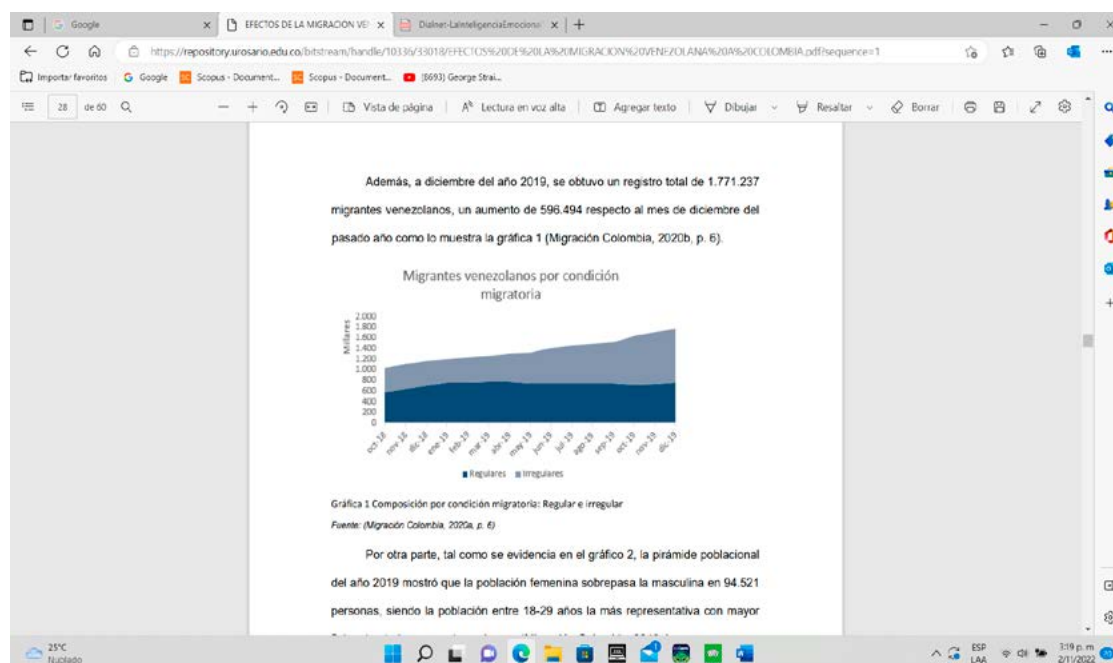 Google
EFECTOS DE LA MIGRACION VE
Dialnet-LaInteligenciaEmociona
https://repository.urosario.edu.co/bitstream/handle/10336/33018/EFECTOS%20DE%20LA%20MIGRACION%20VENEZOLANA%20A%20COLOMBIA.pdf?sequence=1
Importar favoritos
Google
Scopus - Document...
Scopus - Document...
(8693) George Strai...
28 de 60
Vista de página
Lectura en voz alta
Agregar texto
Dibujar
Resaltar
Borrar
Además, a diciembre del año 2019, se obtuvo un registro total de 1.771.237
migrantes venezolanos, un aumento de 596.494 respecto al mes de diciembre del
pasado año como lo muestra la gráfica 1 (Migración Colombia, 2020b, p. 6).
Migrantes venezolanos por condición
migratoria
Millares
2.000
1.800
1.600
1.400
1.200
1.000
800
600
400
200
0
oct-18
nov-18
dic-18
ene-19
feb-19
mar-19
abr-19
may-19
jun-19
jul-19
ago-19
sep-19
oct-19
nov-19
dic-19
Regulares
Irregulares
Gráfica 1 Composición por condición migratoria: Regular e irregular
Fuente: (Migración Colombia, 2020a, p. 6)
Por otra parte, tal como se evidencia en el gráfico 2, la pirámide poblacional
del año 2019 mostró que la población femenina sobrepasa la masculina en 94.521
personas, siendo la población entre 18-29 años la más representativa con mayor
25°C
Nublado
ESP
LAA
3:19 p. m.
2/11/2022